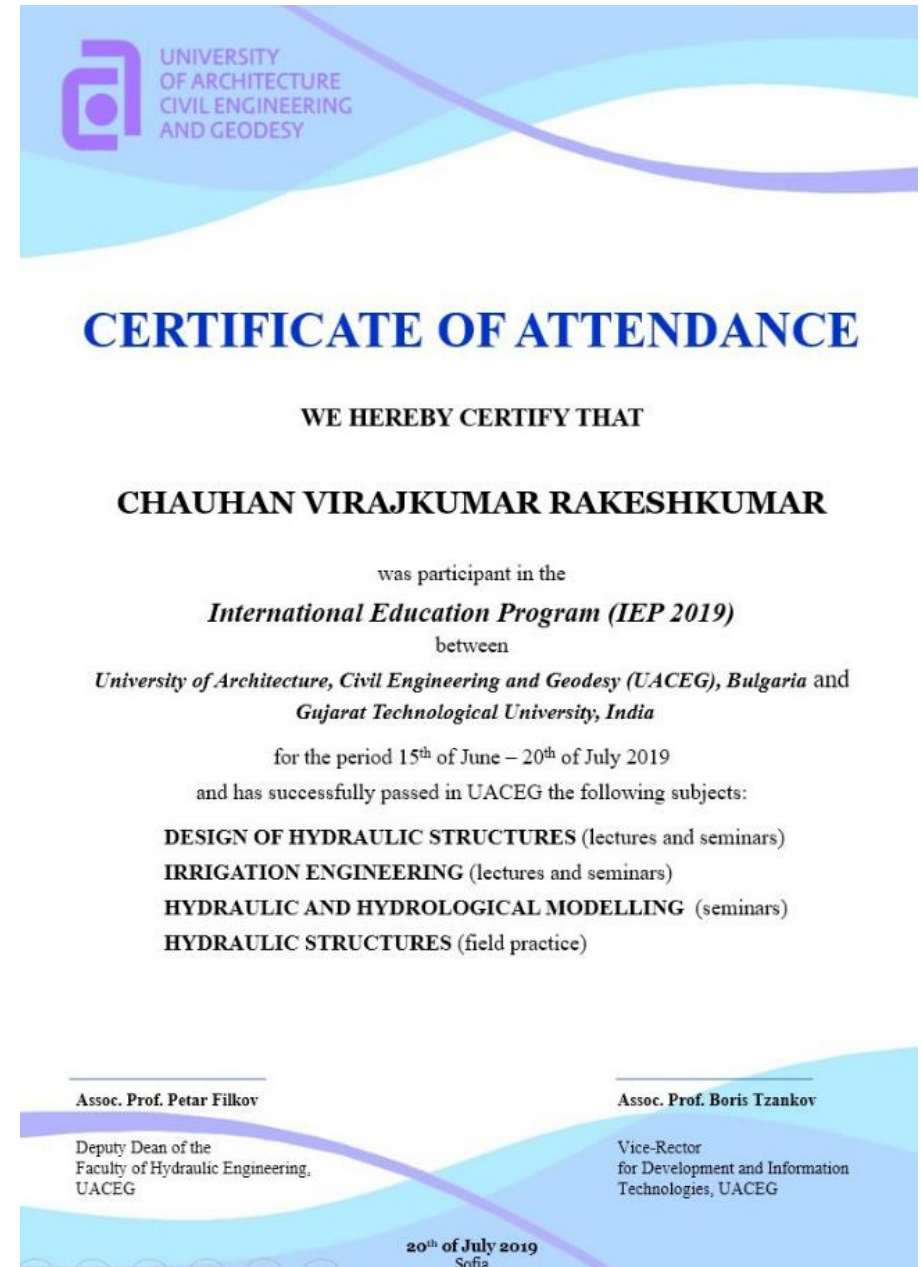 UNIVERSITY
OF ARCHITECTURE
CIVIL ENGINEERING
AND GEODESY
CERTIFICATE OF ATTENDANCE
WE HEREBY CERTIFY THAT
CHAUHAN VIRAJKUMAR RAKESHKUMAR
was participant in the
International Education Program (IEP 2019)
between
University of Architecture, Civil Engineering and Geodesy (UACEG), Bulgaria and
Gujarat Technological University, India
for the period 15th of June – 20th of July 2019
and has successfully passed in UACEG the following subjects:
DESIGN OF HYDRAULIC STRUCTURES (lectures and seminars)
IRRIGATION ENGINEERING (lectures and seminars)
HYDRAULIC AND HYDROLOGICAL MODELLING (seminars)
HYDRAULIC STRUCTURES (field practice)
Assoc. Prof. Petar Filkov
Deputy Dean of the
Faculty of Hydraulic Engineering,
UACEG
Assoc. Prof. Boris Tzankov
Vice-Rector
for Development and Information
Technologies, UACEG
20th of July 2019
Sofia